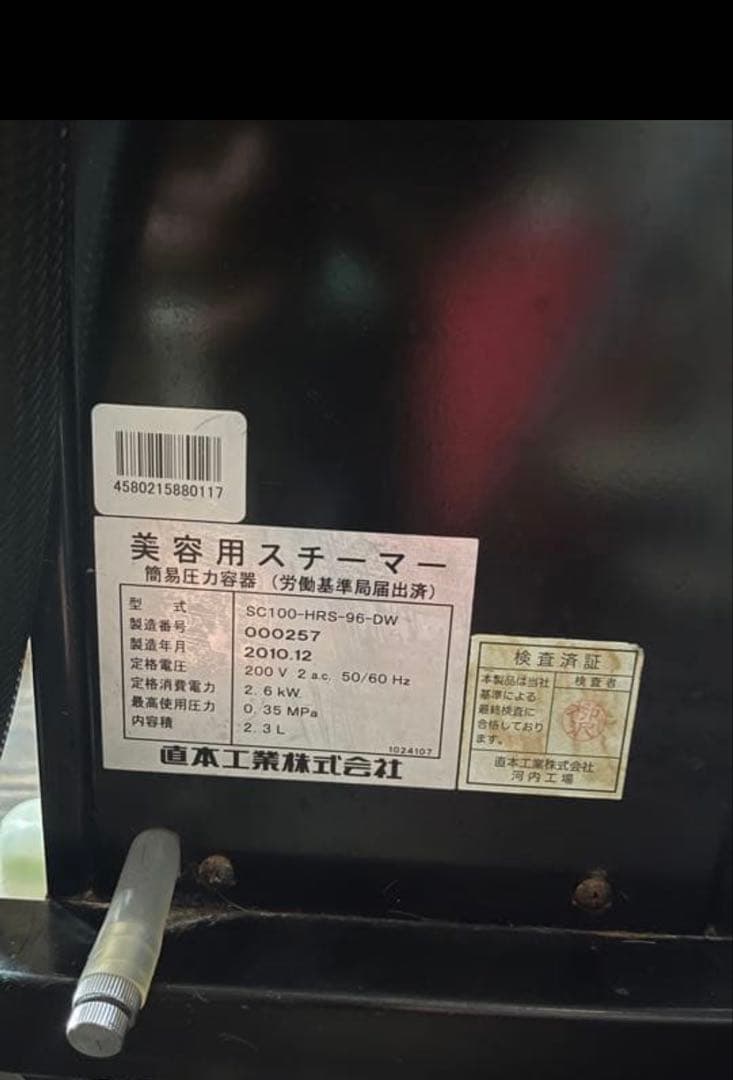 4580215880117
美容用スチーマー
簡易圧力容器（労働基準局届出済）
型 式 SC100-HRS-96-DW
製造番号 000257
製造年月 2010.12
定格電圧 200 V 2 a.c. 50/60 Hz
定格消費電力 2.6 kW
最高使用圧力 0.35 MPa
内容積 2.3 L
1024107
直本工業株式会社
検査済証
本製品は当社
基準による
最終検査に
合格しており
ます。
検査者
直本工業株式会社
河内工場